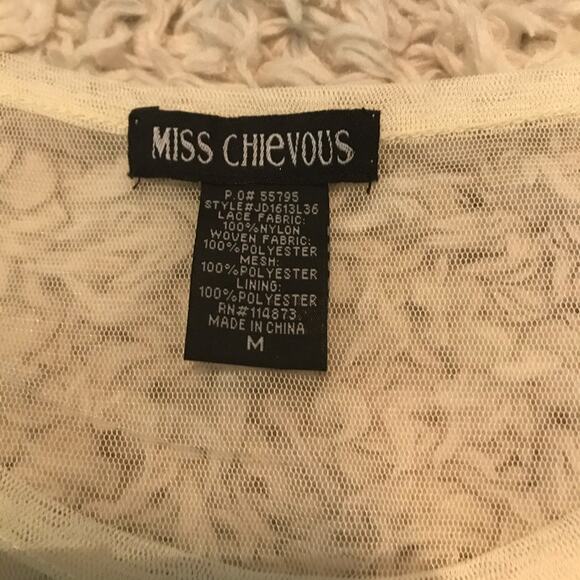 MISS CHIEVOUS
P.O# 55795
STYLE#JD1613L36
LACE FABRIC:
100%NYLON
WOVEN FABRIC:
100%POLYESTER
MESH:
100%POLYESTER
LINING:
100%POLYESTER
RN#114873
MADE IN CHINA
M